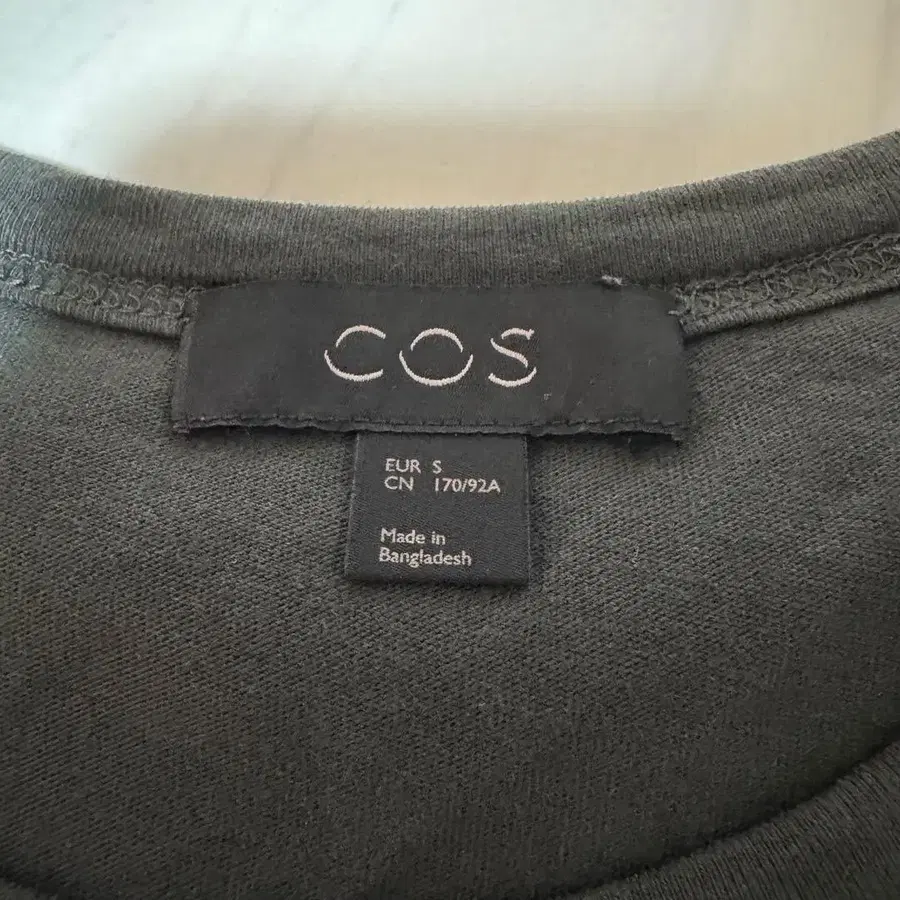 COS
EUR S
CN 170/92A
Made in
Bangladesh